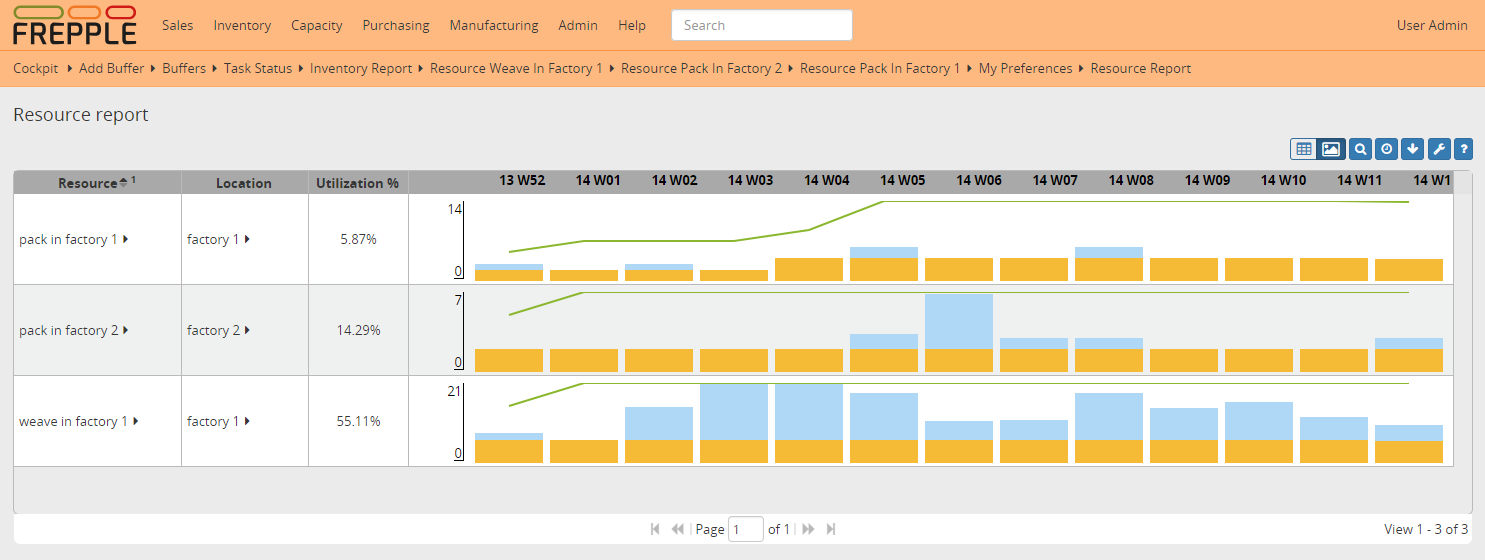 FREPPLE Sales Inventory Capacity Purchasing Manufacturing Admin Help Search User Admin
Cockpit Add Buffer Buffers Task Status Inventory Report Resource Weave In Factory 1 Resource Pack In Factory 2 Resource Pack In Factory 1 My Preferences Resource Report
Resource report
?
Resource 1 Location Utilization % 13 W52 14 W01 14 W02 14 W03 14 W04 14 W05 14 W06 14 W07 14 W08 14 W09 14 W10 14 W11 14 W1
14
pack in factory 1 factory 1 5.87%
0
7
pack in factory 2 factory 2 14.29%
0
21
weave in factory 1 factory 1 55.11%
0
Page 1 of 1 View 1 - 3 of 3